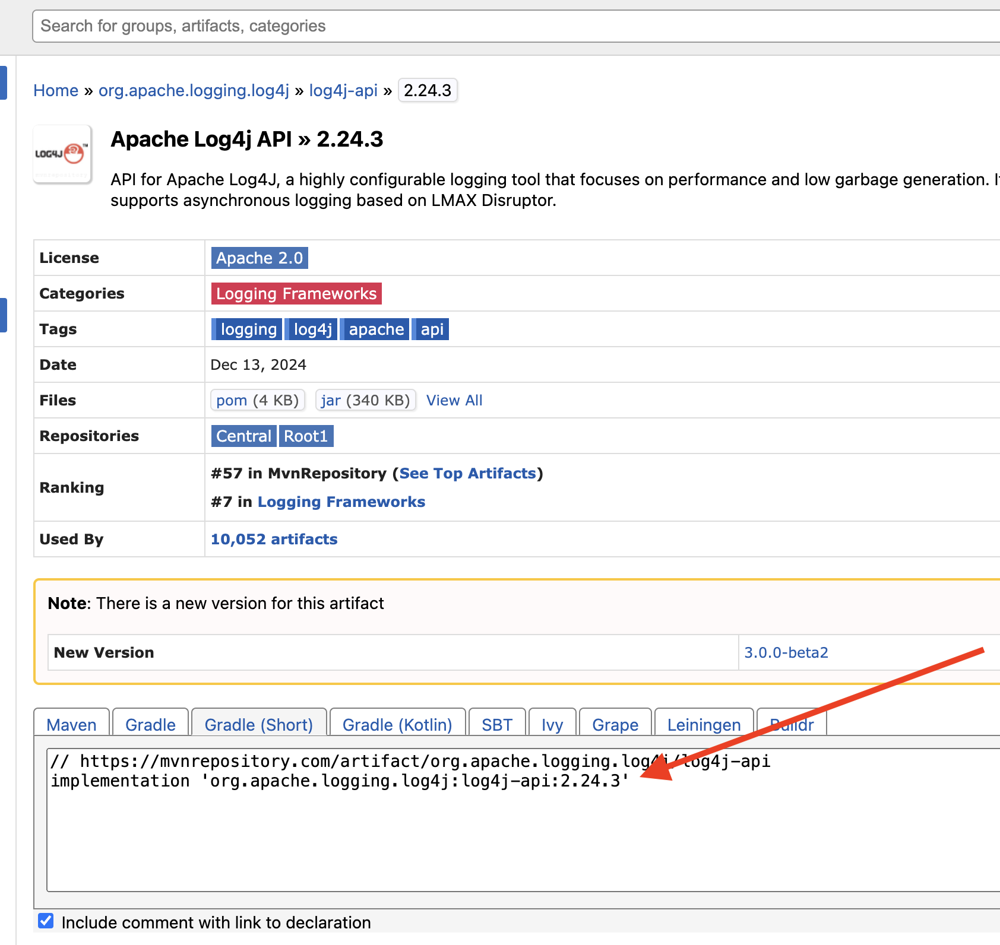 Search for groups, artifacts, categories
Home » org.apache.logging.log4j » log4j-api » 2.24.3
LOG4J ™
Apache Log4j API » 2.24.3
API for Apache Log4J, a highly configurable logging tool that focuses on performance and low garbage generation.
supports asynchronous logging based on LMAX Disruptor.
License Apache 2.0
Categories Logging Frameworks
Tags logging log4j apache api
Date Dec 13, 2024
Files pom (4 KB) jar (340 KB) View All
Repositories Central Root1
Ranking #57 in MvnRepository (See Top Artifacts)
#7 in Logging Frameworks
Used By 10,052 artifacts
Note: There is a new version for this artifact
New Version 3.0.0-beta2
Maven Gradle Gradle (Short) Gradle (Kotlin) SBT Ivy Grape Leiningen Buildr
// https://mvnrepository.com/artifact/org.apache.logging.log4j/log4j-api
implementation 'org.apache.logging.log4j:log4j-api:2.24.3'
Include comment with link to declaration